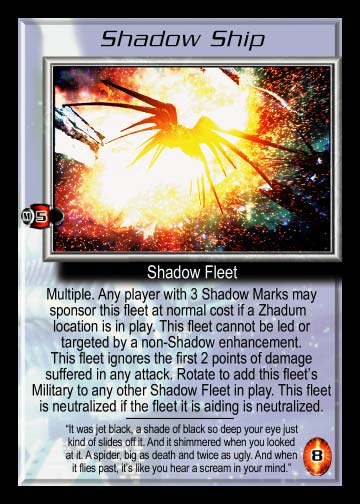 Shadow Ship
M 5
Shadow Fleet
Multiple. Any player with 3 Shadow Marks may
sponsor this fleet at normal cost if a Zhadum
location is in play. This fleet cannot be led or
targeted by a non-Shadow enhancement.
This fleet ignores the first 2 points of damage
suffered in any attack. Rotate to add this fleet's
Military to any other Shadow Fleet in play. This fleet
is neutralized if the fleet it is aiding is neutralized.
“It was jet black, a shade of black so deep your eye just
kind of slides off it. And it shimmered when you looked
at it. A spider, big as death and twice as ugly. And when
it flies past, it's like you hear a scream in your mind.”
8